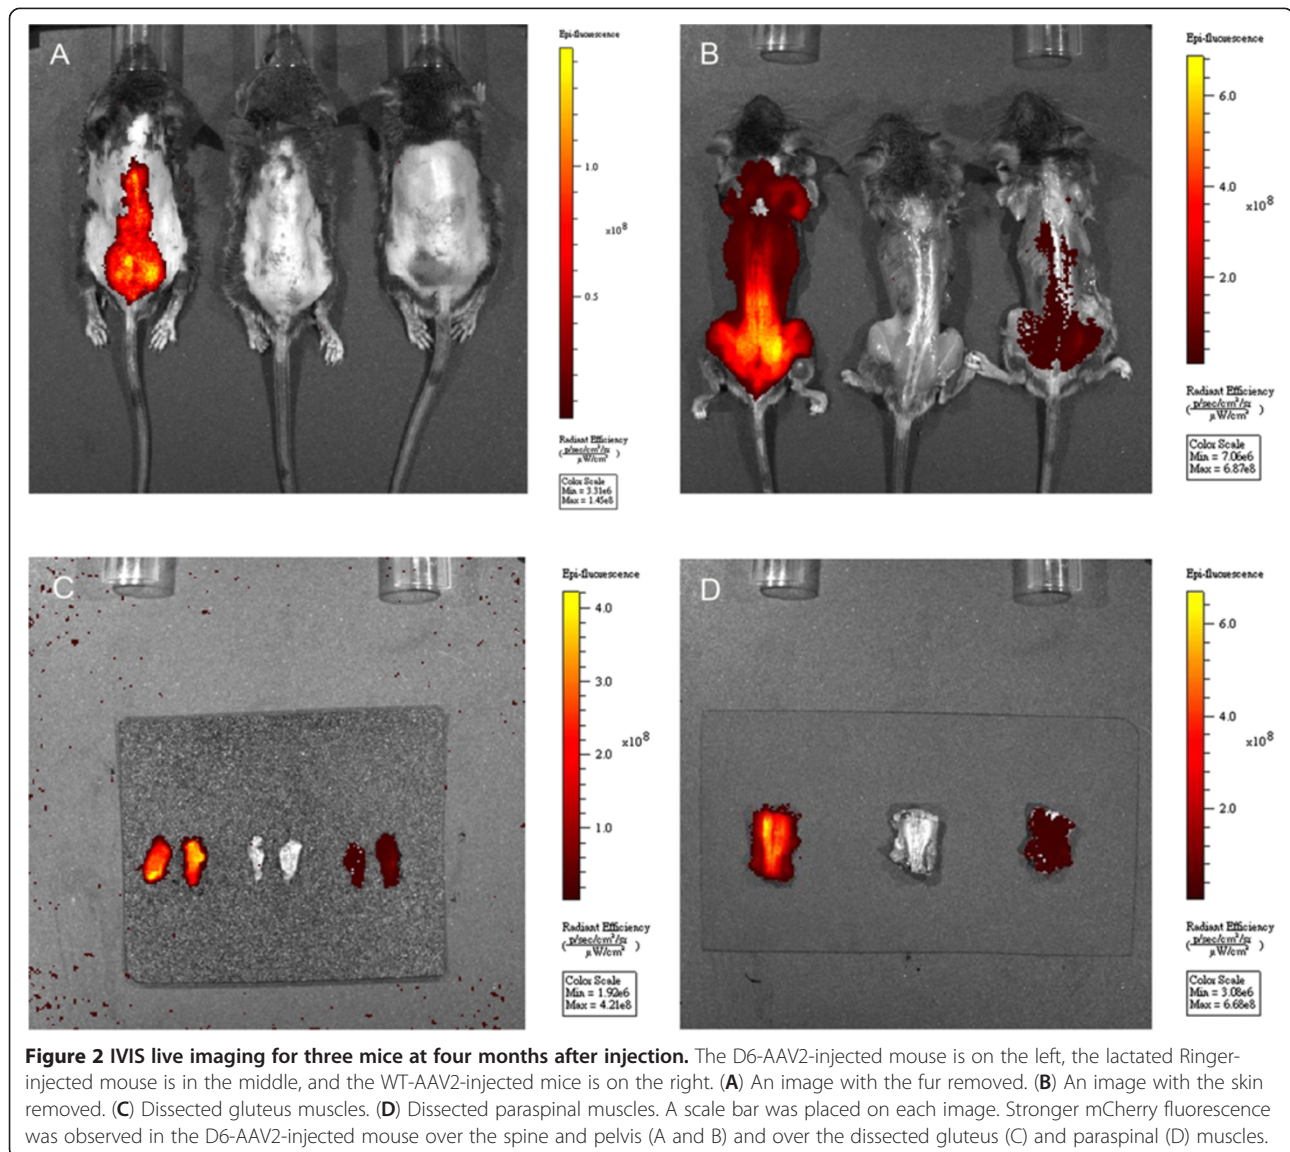 A
Epi-fluorescence
1.0
x10⁸
0.5
Radiant Efficiency
(p/sec/cm²/sr / µW/cm²)
Color Scale
Min = 3.31e6
Max = 1.45e8
B
Epi-fluorescence
6.0
4.0
x10⁸
2.0
Radiant Efficiency
(p/sec/cm²/sr / µW/cm²)
Color Scale
Min = 7.06e6
Max = 6.87e8
C
Epi-fluorescence
4.0
3.0
2.0
x10⁸
1.0
Radiant Efficiency
(p/sec/cm²/sr / µW/cm²)
Color Scale
Min = 1.92e6
Max = 4.21e8
D
Epi-fluorescence
6.0
4.0
x10⁸
2.0
Radiant Efficiency
(p/sec/cm²/sr / µW/cm²)
Color Scale
Min = 3.08e6
Max = 6.68e8
Figure 2 IVIS live imaging for three mice at four months after injection. The D6-AAV2-injected mouse is on the left, the lactated Ringer-
injected mouse is in the middle, and the WT-AAV2-injected mice is on the right. (A) An image with the fur removed. (B) An image with the skin
removed. (C) Dissected gluteus muscles. (D) Dissected paraspinal muscles. A scale bar was placed on each image. Stronger mCherry fluorescence
was observed in the D6-AAV2-injected mouse over the spine and pelvis (A and B) and over the dissected gluteus (C) and paraspinal (D) muscles.